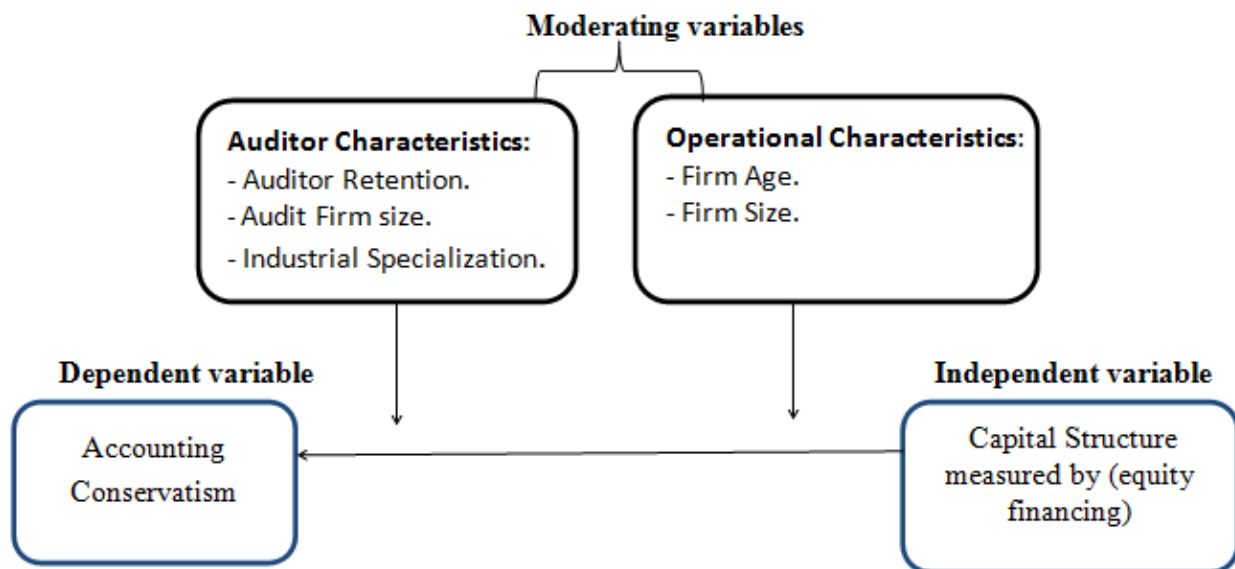 Moderating variables
Auditor Characteristics:
- Auditor Retention.
- Audit Firm size.
- Industrial Specialization.
Operational Characteristics:
- Firm Age.
- Firm Size.
Dependent variable
Accounting
Conservatism
Independent variable
Capital Structure
measured by (equity
financing)